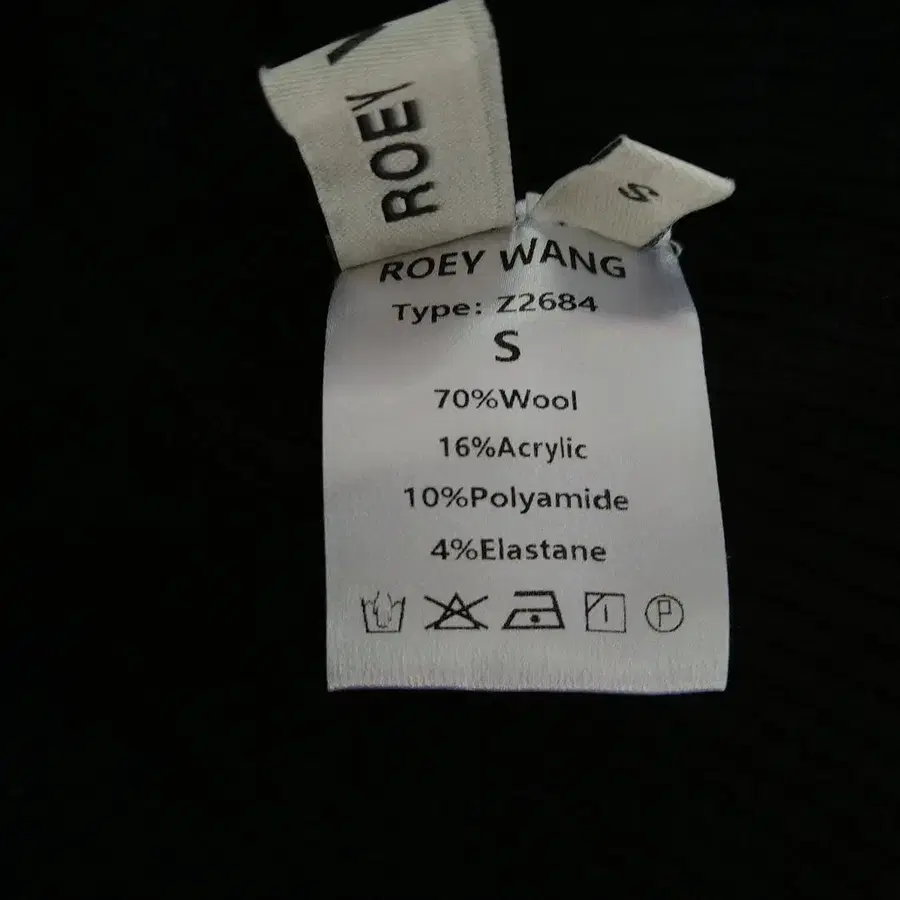 ROEY
S
ROEY WANG
Type: Z2684
S
70%Wool
16%Acrylic
10%Polyamide
4%Elastane
P